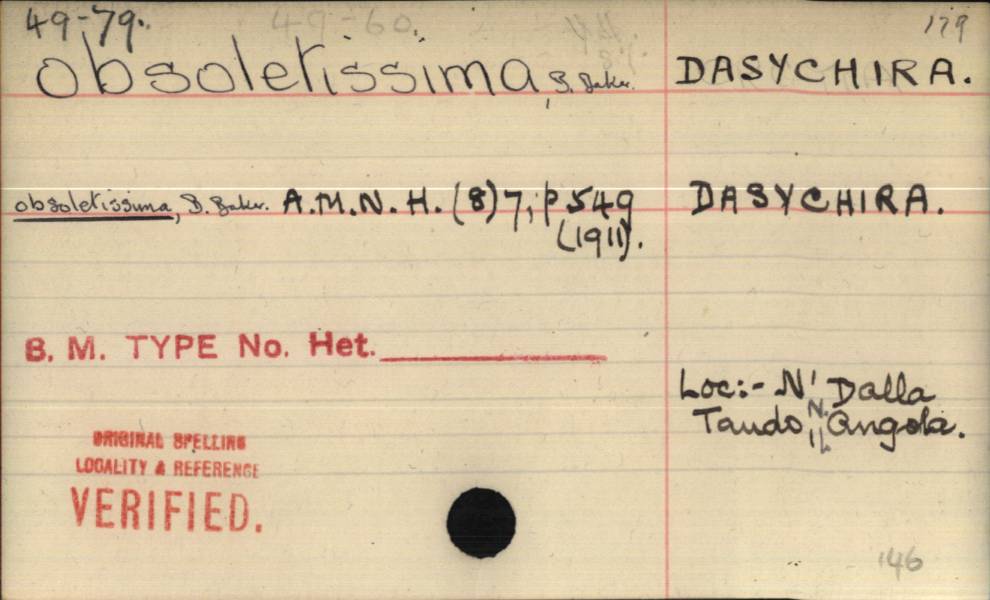 49-79.
49-60.
179
obsoletissima, B. Baker. DASYCHIRA.
obsoletissima, B. Baker. A.M.N.H. (8) 7, p 549 DASYCHIRA.
(1911).
B. M. TYPE No. Het.
Loc:- N' Dalla
Tando, N. Angola.
ORIGINAL SPELLING
LOCALITY & REFERENCE
VERIFIED.
146